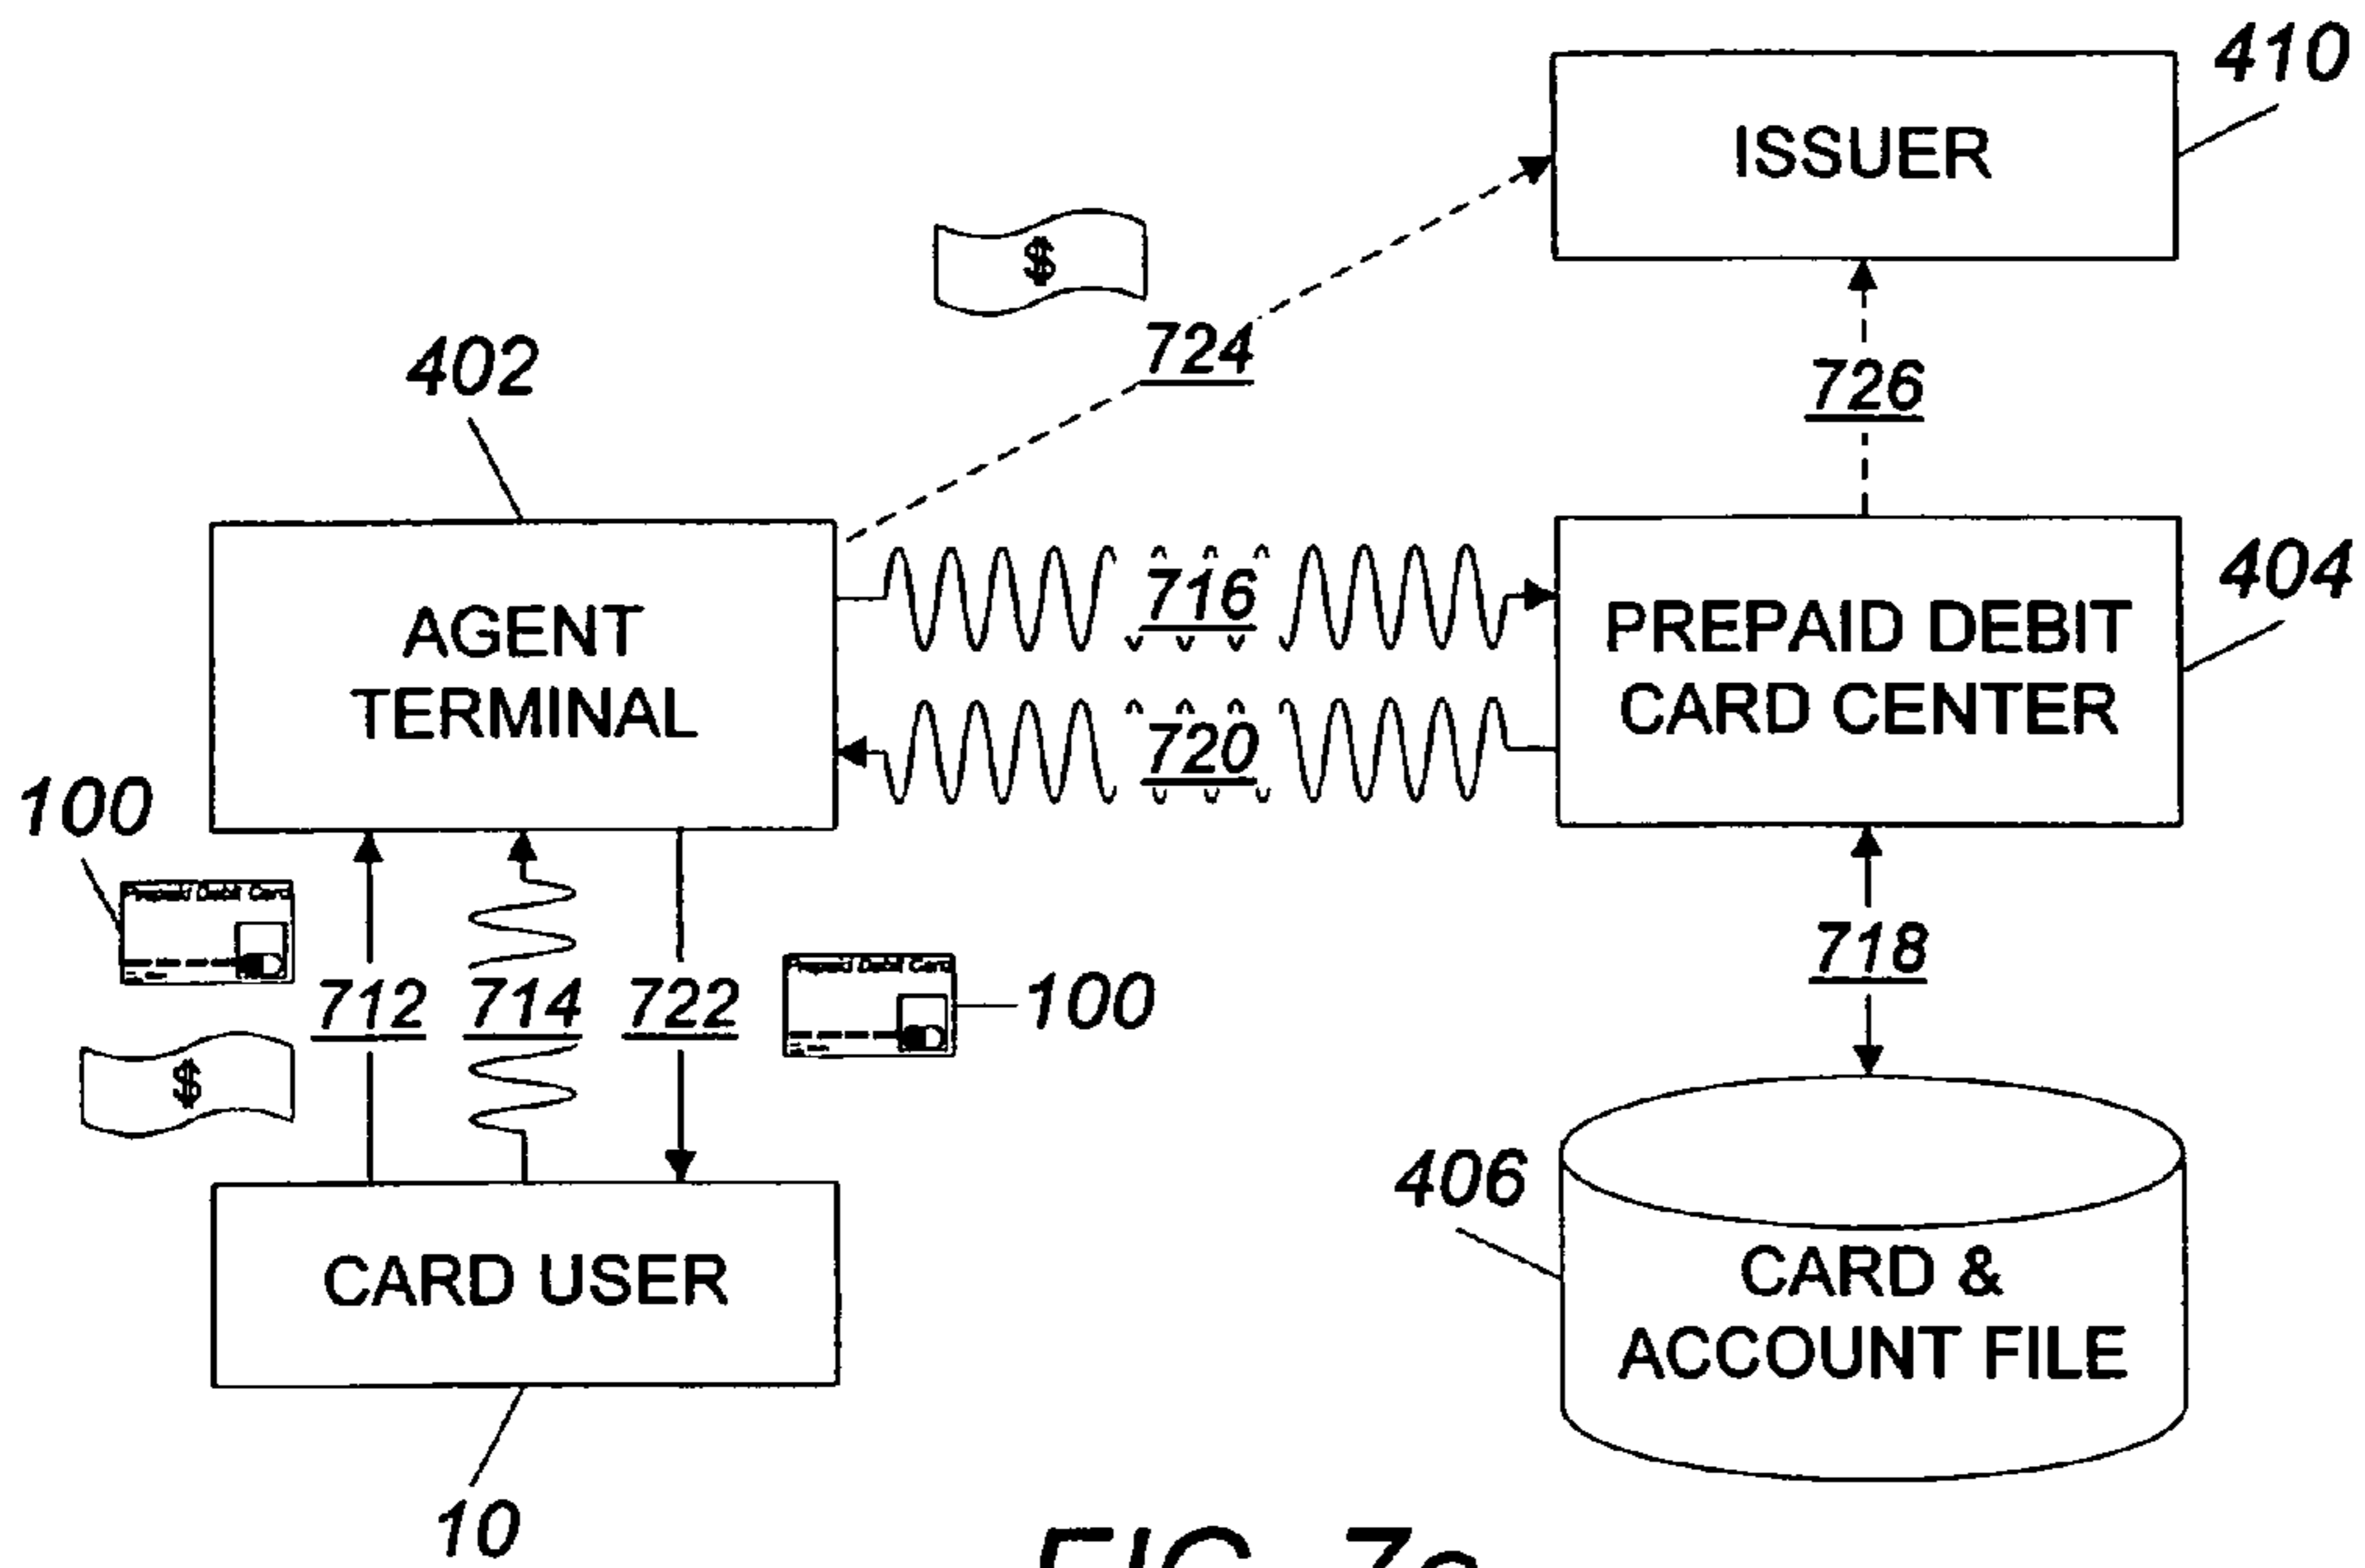 410
ISSUER
$
724
402
726
716
404
AGENT
TERMINAL
PREPAID DEBIT
CARD CENTER
720
100
712
714
722
100
718
$
406
CARD USER
CARD &
ACCOUNT FILE
10